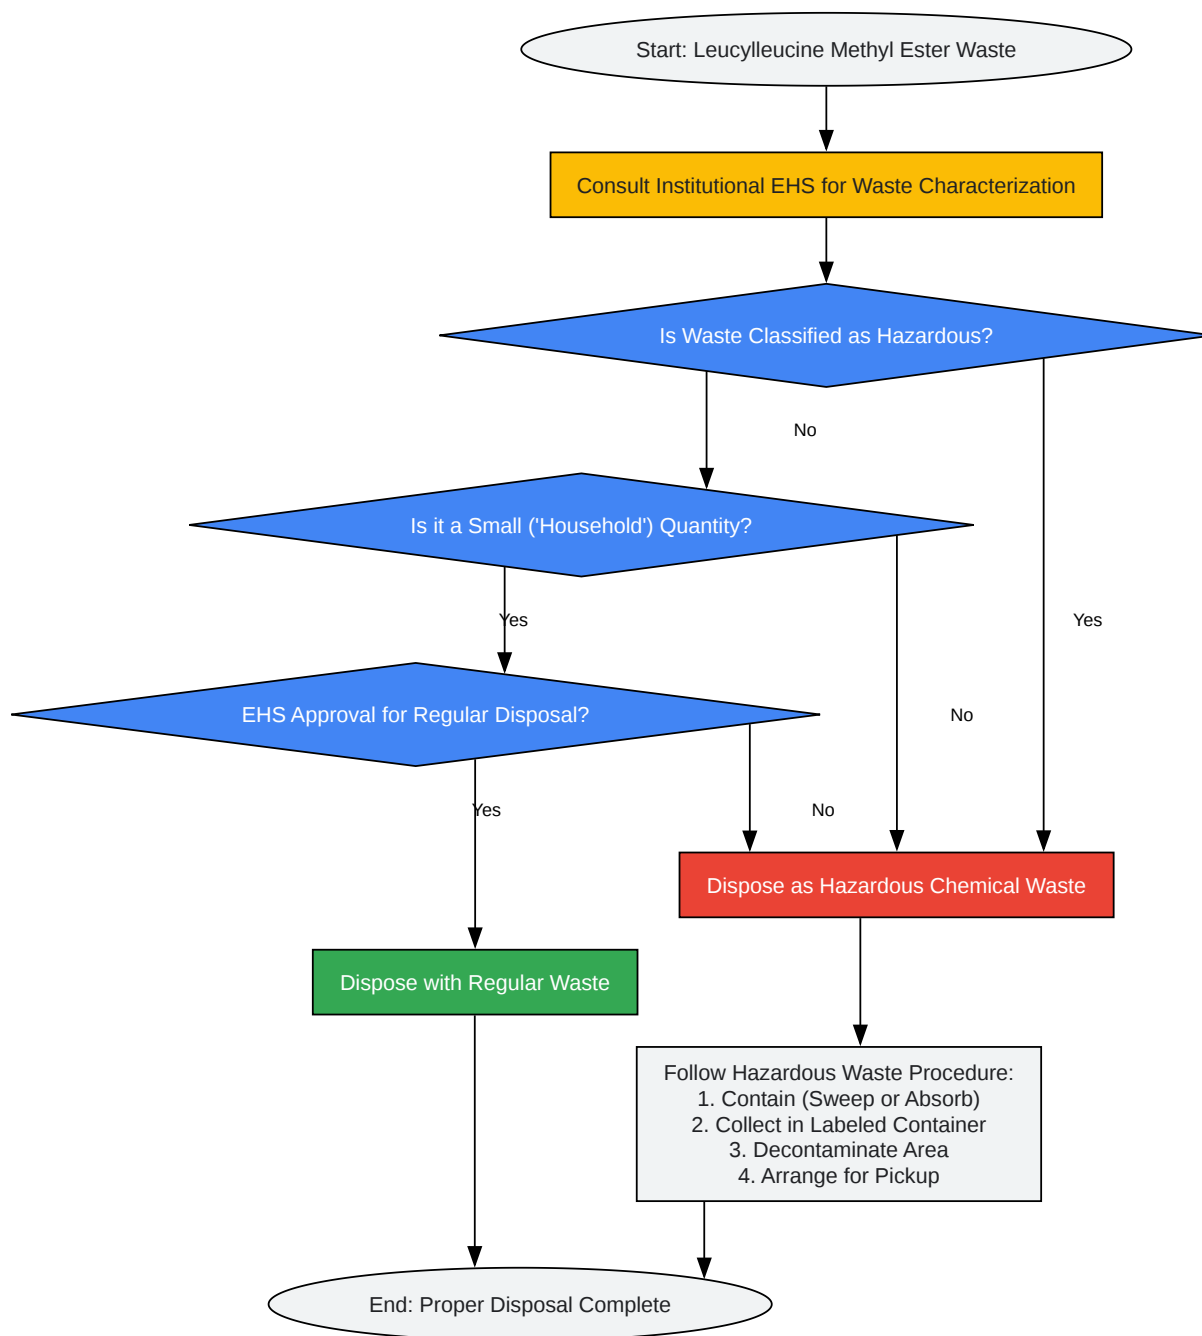 Start: Leucylleucine Methyl Ester Waste
Consult Institutional EHS for Waste Characterization
Is Waste Classified as Hazardous?
No
Is it a Small ('Household') Quantity?
Yes
Yes
EHS Approval for Regular Disposal?
No
Yes
No
Dispose as Hazardous Chemical Waste
Dispose with Regular Waste
Follow Hazardous Waste Procedure:
1. Contain (Sweep or Absorb)
2. Collect in Labeled Container
3. Decontaminate Area
4. Arrange for Pickup
End: Proper Disposal Complete